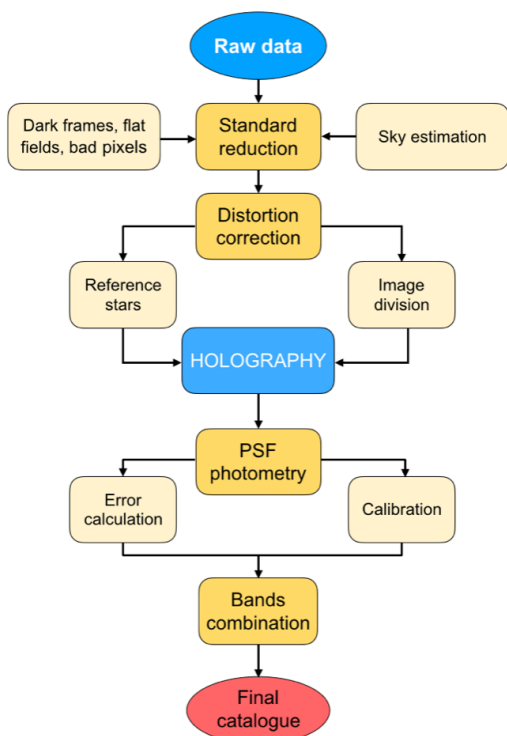 Raw data
Dark frames, flat
fields, bad pixels
Standard
reduction
Sky estimation
Distortion
correction
Reference
stars
Image
division
HOLOGRAPHY
PSF
photometry
Error
calculation
Calibration
Bands
combination
Final
catalogue